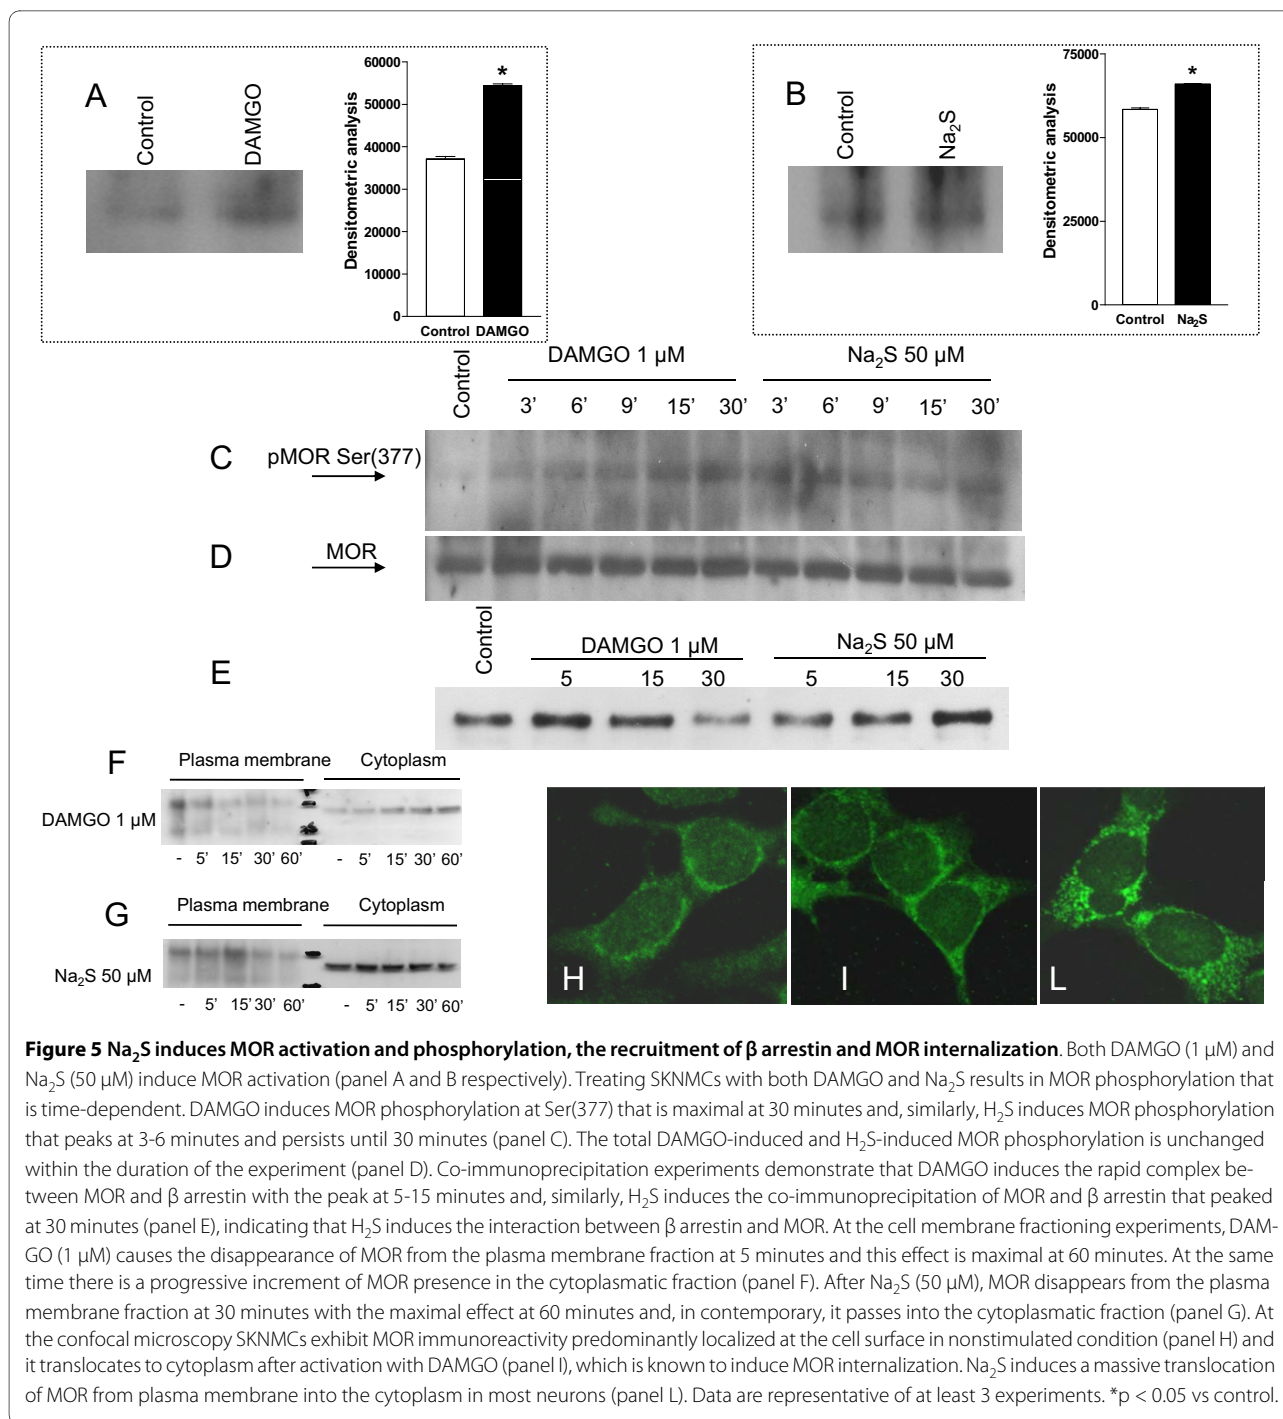 A
Control
DAMGO
Densitometric analysis
60000
50000
40000
30000
20000
10000
0
*
Control DAMGO
B
Control
Na₂S
Densitometric analysis
75000
50000
25000
0
*
Control Na₂S
Control
DAMGO 1 µM
Na₂S 50 µM
3’ 6’ 9’ 15’ 30’ 3’ 6’ 9’ 15’ 30’
C
pMOR Ser(377)
D
MOR
Control
DAMGO 1 µM
Na₂S 50 µM
E
5 15 30 5 15 30
F
Plasma membrane Cytoplasm
DAMGO 1 µM
- 5’ 15’ 30’ 60’ - 5’ 15’ 30’ 60’
G
Plasma membrane Cytoplasm
Na₂S 50 µM
- 5’ 15’ 30’ 60’ - 5’ 15’ 30’ 60’
H
I
L
Figure 5 Na₂S induces MOR activation and phosphorylation, the recruitment of β arrestin and MOR internalization. Both DAMGO (1 μM) and
Na₂S (50 μM) induce MOR activation (panel A and B respectively). Treating SKNMCs with both DAMGO and Na₂S results in MOR phosphorylation that
is time-dependent. DAMGO induces MOR phosphorylation at Ser(377) that is maximal at 30 minutes and, similarly, H₂S induces MOR phosphorylation
that peaks at 3-6 minutes and persists until 30 minutes (panel C). The total DAMGO-induced and H₂S-induced MOR phosphorylation is unchanged
within the duration of the experiment (panel D). Co-immunoprecipitation experiments demonstrate that DAMGO induces the rapid complex be-
tween MOR and β arrestin with the peak at 5-15 minutes and, similarly, H₂S induces the co-immunoprecipitation of MOR and β arrestin that peaked
at 30 minutes (panel E), indicating that H₂S induces the interaction between β arrestin and MOR. At the cell membrane fractioning experiments, DAM-
GO (1 μM) causes the disappearance of MOR from the plasma membrane fraction at 5 minutes and this effect is maximal at 60 minutes. At the same
time there is a progressive increment of MOR presence in the cytoplasmatic fraction (panel F). After Na₂S (50 μM), MOR disappears from the plasma
membrane fraction at 30 minutes with the maximal effect at 60 minutes and, in contemporary, it passes into the cytoplasmatic fraction (panel G). At
the confocal microscopy SKNMCs exhibit MOR immunoreactivity predominantly localized at the cell surface in nonstimulated condition (panel H) and
it translocates to cytoplasm after activation with DAMGO (panel I), which is known to induce MOR internalization. Na₂S induces a massive translocation
of MOR from plasma membrane into the cytoplasm in most neurons (panel L). Data are representative of at least 3 experiments. *p < 0.05 vs control.